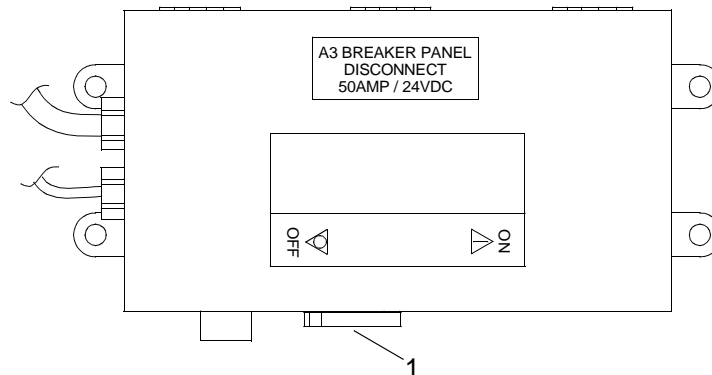 A3 BREAKER PANEL
DISCONNECT
50AMP / 24VDC
OFF
ON
1